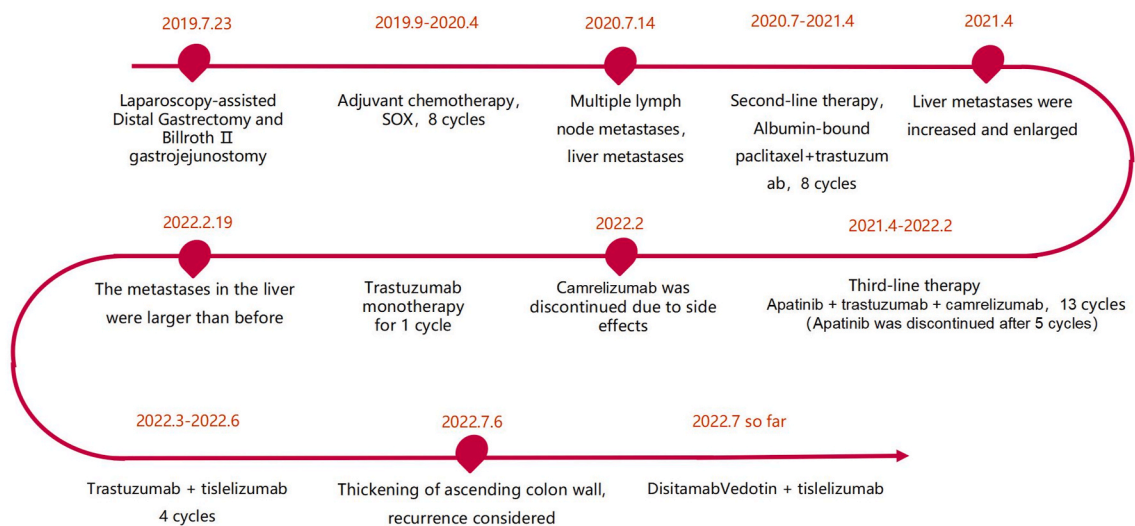 2019.7.23
2019.9-2020.4
2020.7.14
2020.7-2021.4
2021.4
Laparoscopy-assisted
Distal Gastrectomy and
Billroth Ⅱ
gastrojejunostomy
Adjuvant chemotherapy,
SOX, 8 cycles
Multiple lymph
node metastases,
liver metastases
Second-line therapy,
Albumin-bound
paclitaxel+trastuzum
ab, 8 cycles
Liver metastases were
increased and enlarged
2022.2.19
2022.2
2021.4-2022.2
The metastases in the liver
were larger than before
Trastuzumab
monotherapy
for 1 cycle
Camrelizumab was
discontinued due to side
effects
Third-line therapy
Apatinib + trastuzumab + camrelizumab, 13 cycles
(Apatinib was discontinued after 5 cycles)
2022.3-2022.6
2022.7.6
2022.7 so far
Trastuzumab + tislelizumab
4 cycles
Thickening of ascending colon wall,
recurrence considered
DisitamabVedotin + tislelizumab